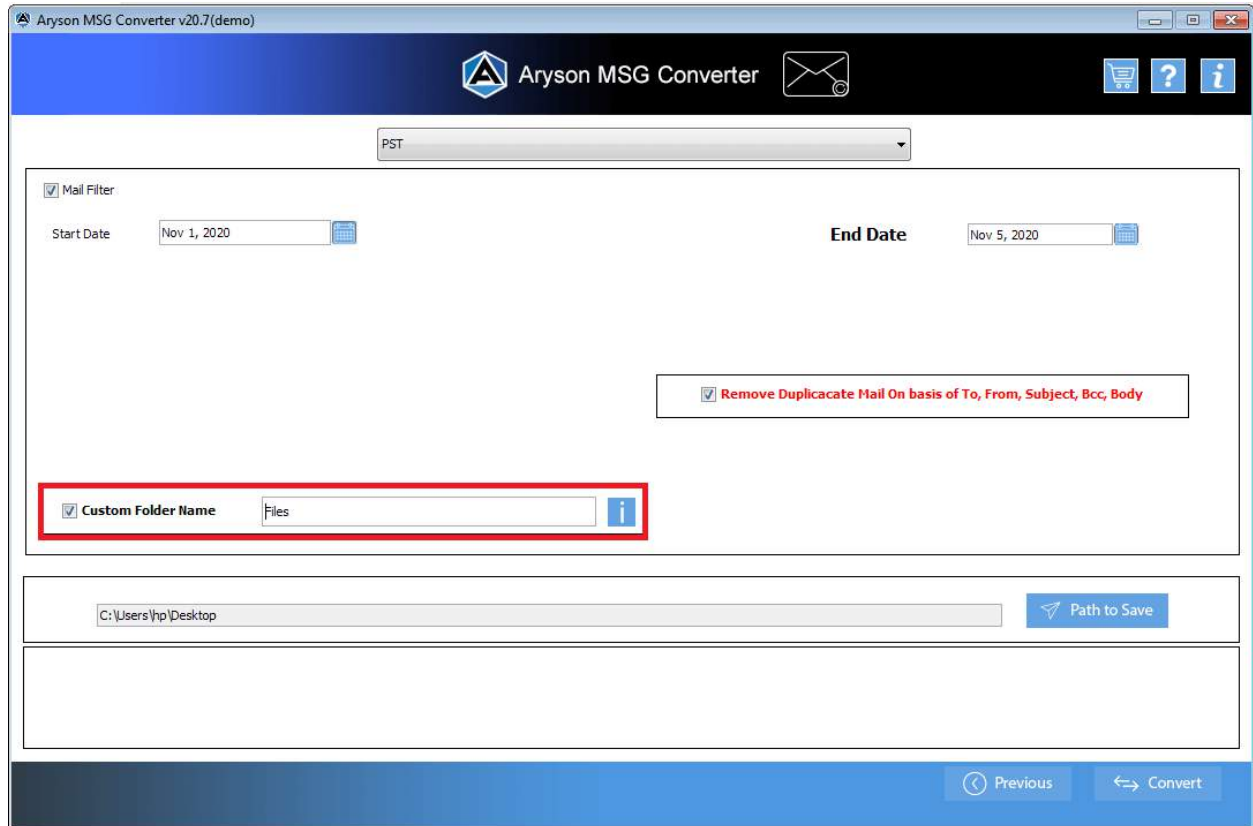 Aryson MSG Converter v20.7(demo)
Aryson MSG Converter
PST
Mail Filter
Start Date Nov 1, 2020 End Date Nov 5, 2020
Remove Duplicacate Mail On basis of To, From, Subject, Bcc, Body
Custom Folder Name Files
C:\Users\hp\Desktop Path to Save
Previous Convert